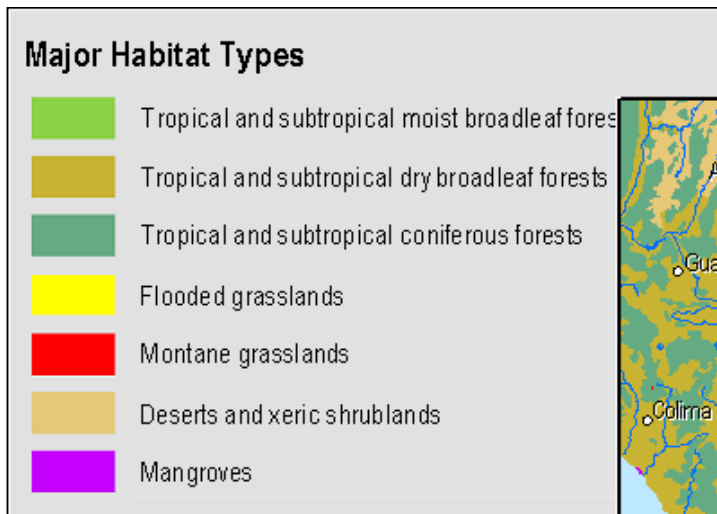 Major Habitat Types
Tropical and subtropical moist broadleaf fores
Tropical and subtropical dry broadleaf forests
Tropical and subtropical coniferous forests
Flooded grasslands
Montane grasslands
Deserts and xeric shrublands
Mangroves
A
Gua
Colima